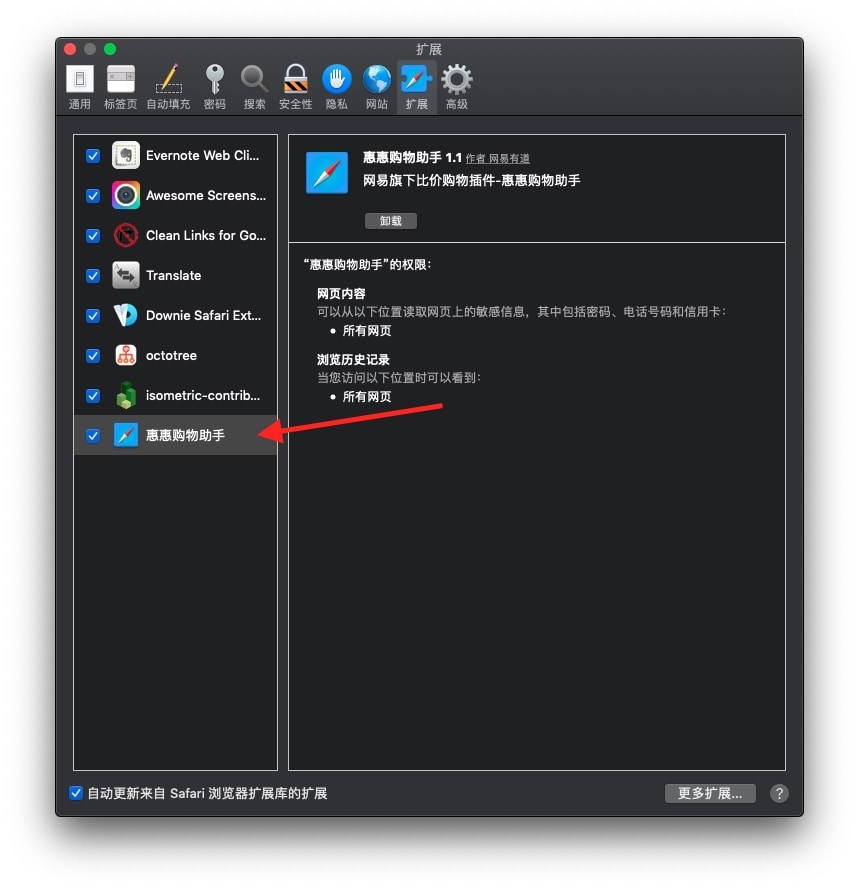 扩展
通用 标签页 自动填充 密码 搜索 安全性 隐私 网站 扩展 高级
Evernote Web Cli...
Awesome Screens...
Clean Links for Go...
Translate
Downie Safari Ext...
octotree
isometric-contrib...
惠惠购物助手
惠惠购物助手 1.1 作者 网易有道
网易旗下比价购物插件-惠惠购物助手
卸载
“惠惠购物助手”的权限：
网页内容
可以从以下位置读取网页上的敏感信息，其中包括密码、电话号码和信用卡：
• 所有网页
浏览历史记录
当您访问以下位置时可以看到：
• 所有网页
自动更新来自 Safari 浏览器扩展库的扩展
更多扩展... ?